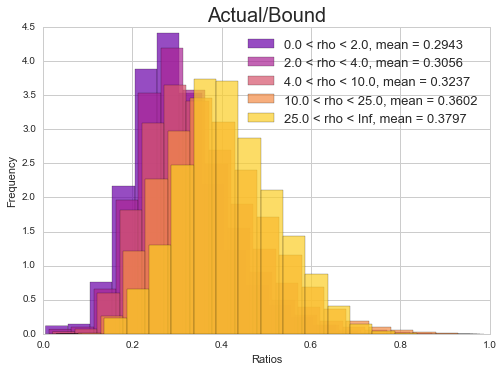 Actual/Bound
0.0 < rho < 2.0, mean = 0.2943
2.0 < rho < 4.0, mean = 0.3056
4.0 < rho < 10.0, mean = 0.3237
10.0 < rho < 25.0, mean = 0.3602
25.0 < rho < Inf, mean = 0.3797
Frequency
4.5
4.0
3.5
3.0
2.5
2.0
1.5
1.0
0.5
0.0
0.0 0.2 0.4 0.6 0.8 1.0
Ratios